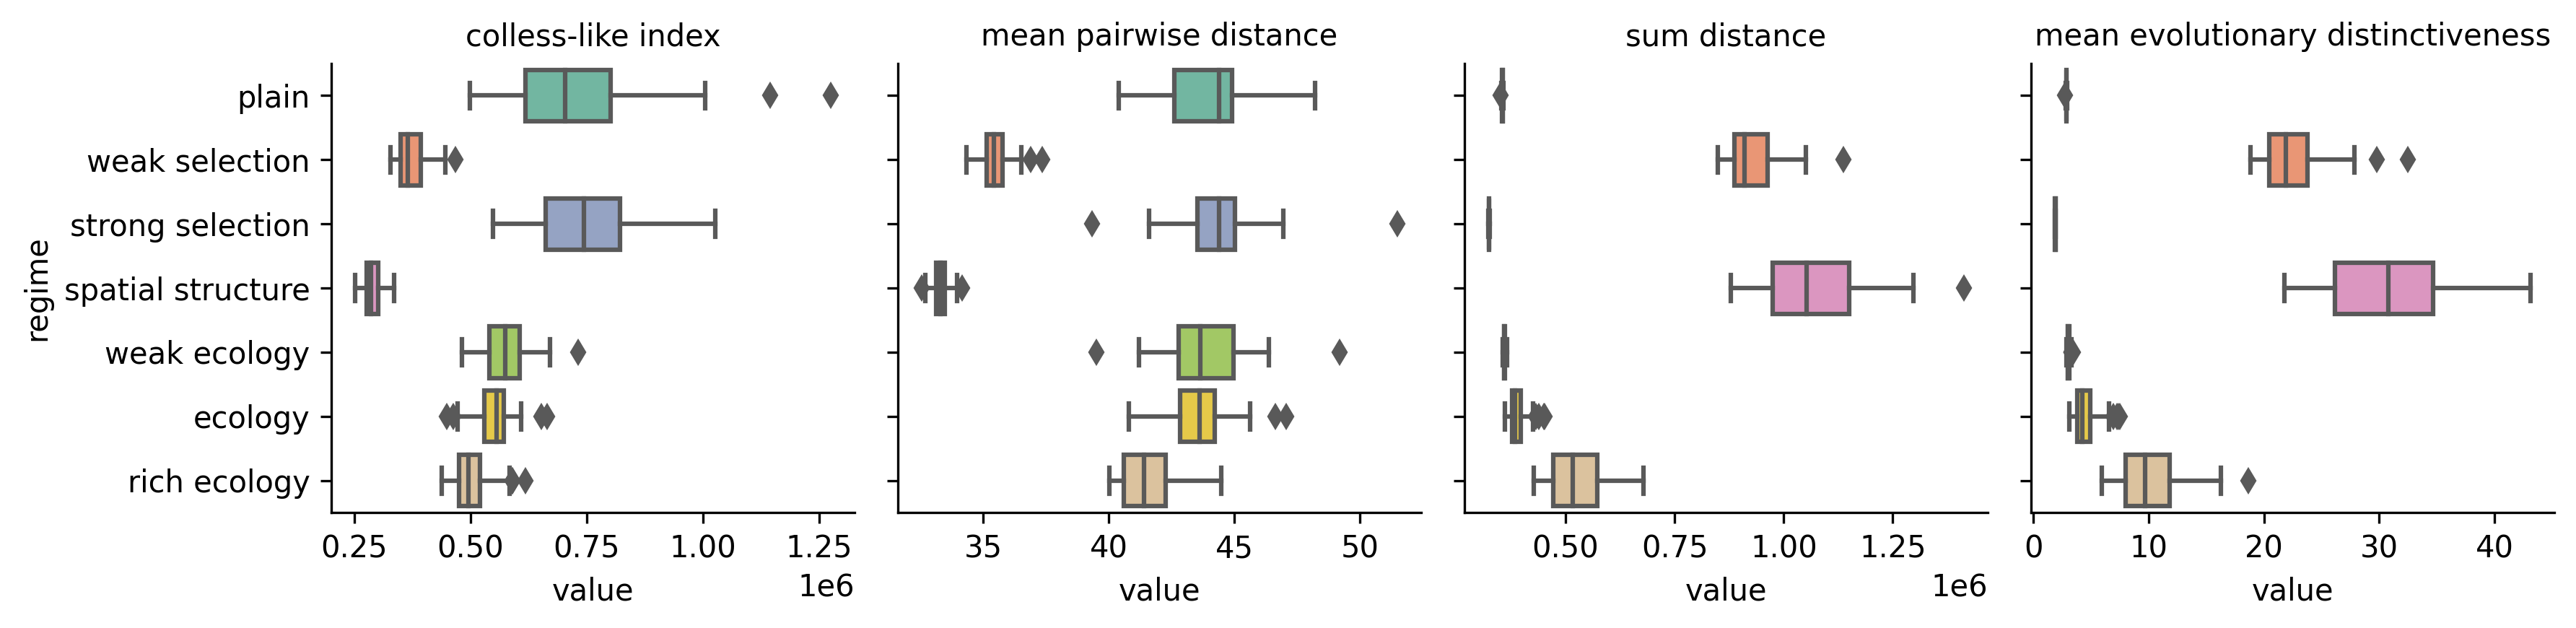 colless-like index
mean pairwise distance
sum distance
mean evolutionary distinctiveness
regime
plain
weak selection
strong selection
spatial structure
weak ecology
ecology
rich ecology
0.25 0.50 0.75 1.00 1.25
1e6
value
35 40 45 50
value
0.50 0.75 1.00 1.25
1e6
value
0 10 20 30 40
value